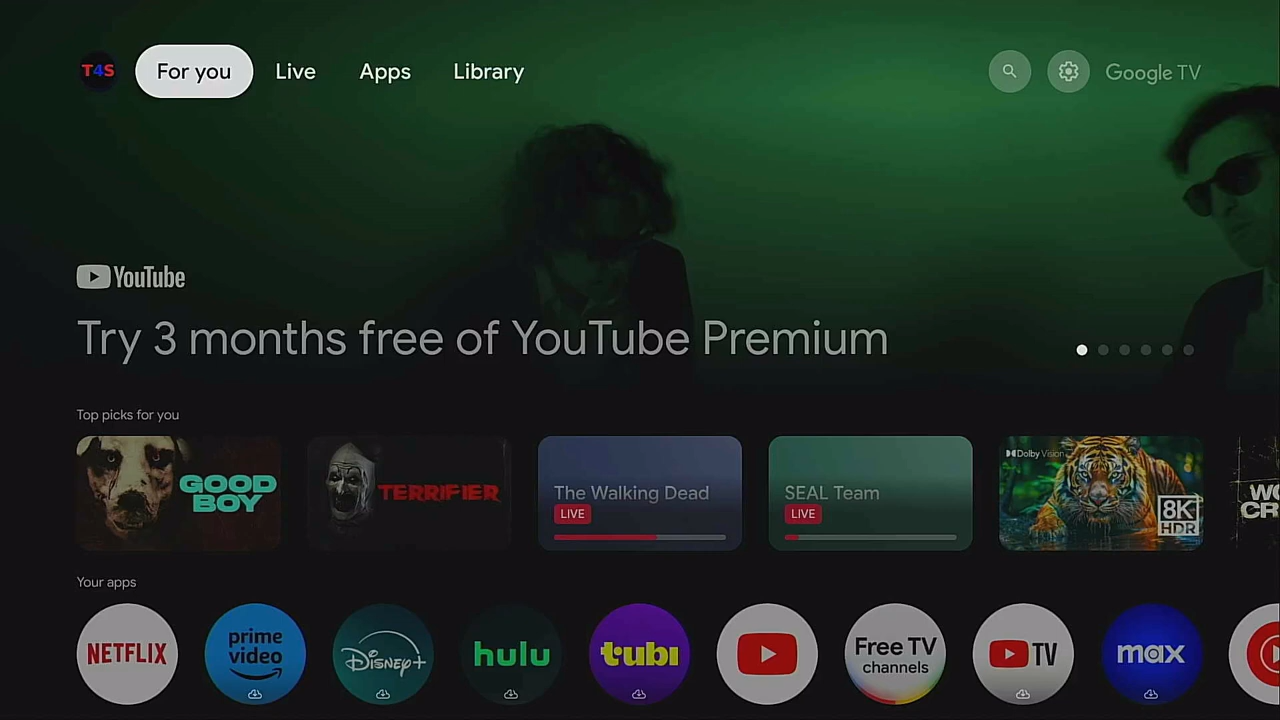 T4S
For you
Live
Apps
Library
Google TV
YouTube
Try 3 months free of YouTube Premium
Top picks for you
GOOD
BOY
TERRIFIER
The Walking Dead
LIVE
SEAL Team
LIVE
Dolby Vision
8K
HDR
Your apps
NETFLIX
prime
video
Disney+
hulu
tubi
Free TV
channels
TV
max